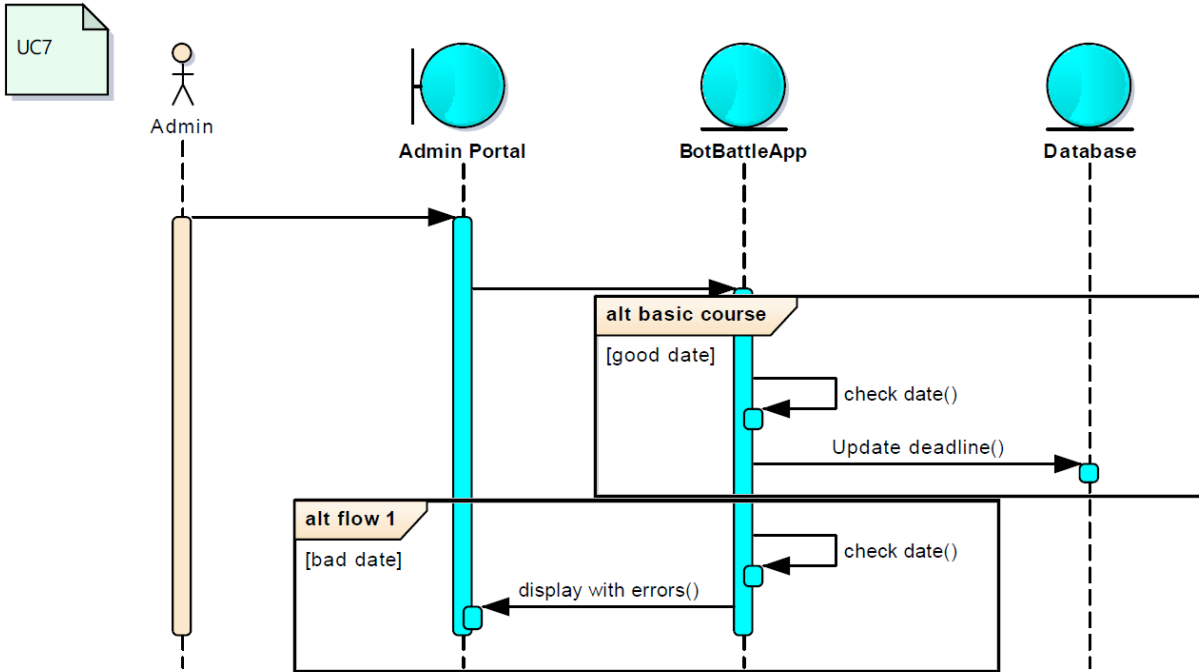 UC7
Admin
Admin Portal
BotBattleApp
Database
alt basic course
[good date]
check date()
Update deadline()
alt flow 1
[bad date]
check date()
display with errors()